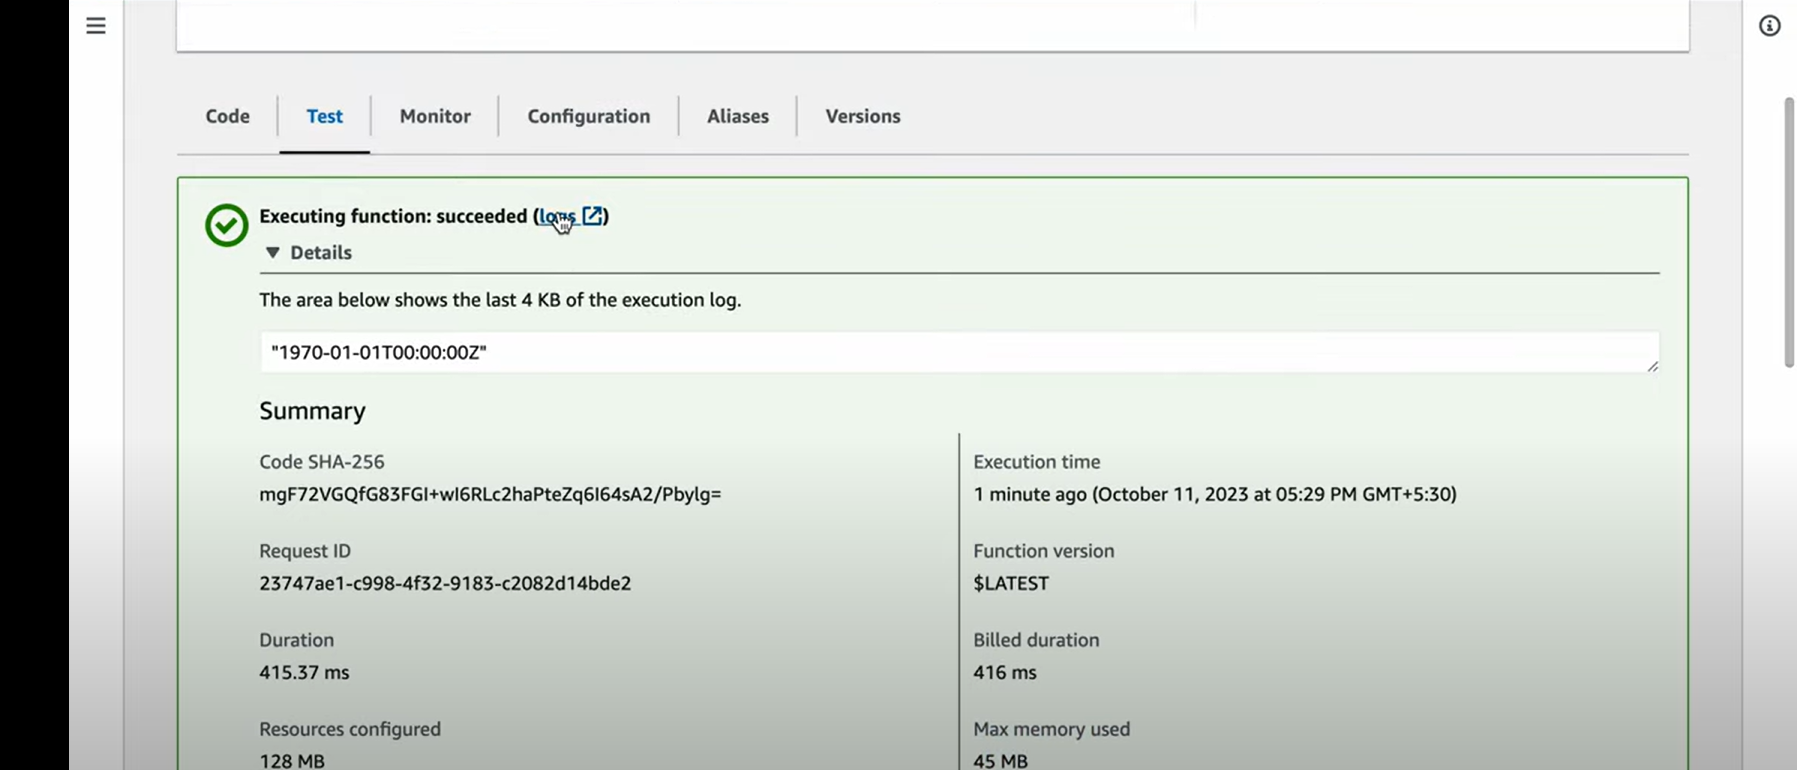 Code Test Monitor Configuration Aliases Versions
Executing function: succeeded (logs)
Details
The area below shows the last 4 KB of the execution log.
"1970-01-01T00:00:00Z"
Summary
Code SHA-256
mgF72VGQfG83FGI+wI6RLc2haPteZq6I64sA2/Pbylg=
Execution time
1 minute ago (October 11, 2023 at 05:29 PM GMT+5:30)
Request ID
23747ae1-c998-4f32-9183-c2082d14bde2
Function version
$LATEST
Duration
415.37 ms
Billed duration
416 ms
Resources configured
128 MB
Max memory used
45 MB